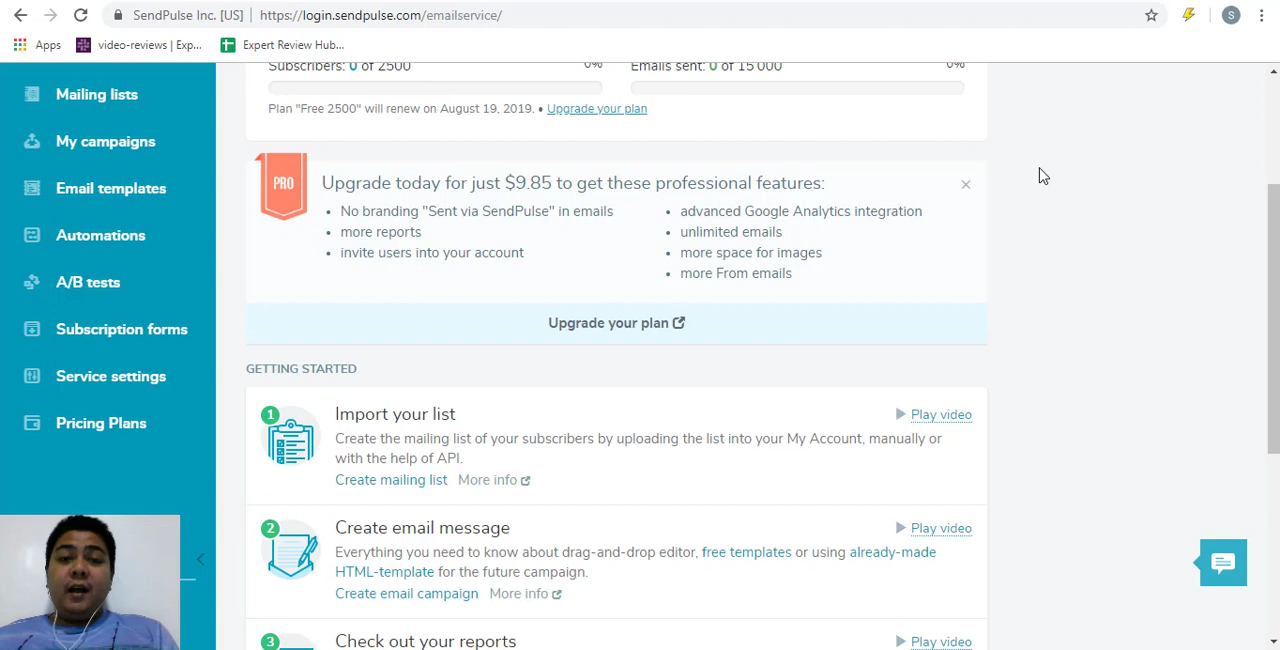 SendPulse Inc. [US] | https://login.sendpulse.com/emailservice/
S
Apps
video-reviews | Exp...
Expert Review Hub...
Mailing lists
My campaigns
Email templates
Automations
A/B tests
Subscription forms
Service settings
Pricing Plans
Subscribers: 0 of 2500
0%
Emails sent: 0 of 15 000
0%
Plan "Free 2500" will renew on August 19, 2019. • Upgrade your plan
PRO
Upgrade today for just $9.85 to get these professional features:
• No branding "Sent via SendPulse" in emails
• more reports
• invite users into your account
• advanced Google Analytics integration
• unlimited emails
• more space for images
• more From emails
Upgrade your plan
GETTING STARTED
1
Import your list
Play video
Create the mailing list of your subscribers by uploading the list into your My Account, manually or
with the help of API.
Create mailing list More info
2
Create email message
Play video
Everything you need to know about drag-and-drop editor, free templates or using already-made
HTML-template for the future campaign.
Create email campaign More info
3
Check out your reports
Play video